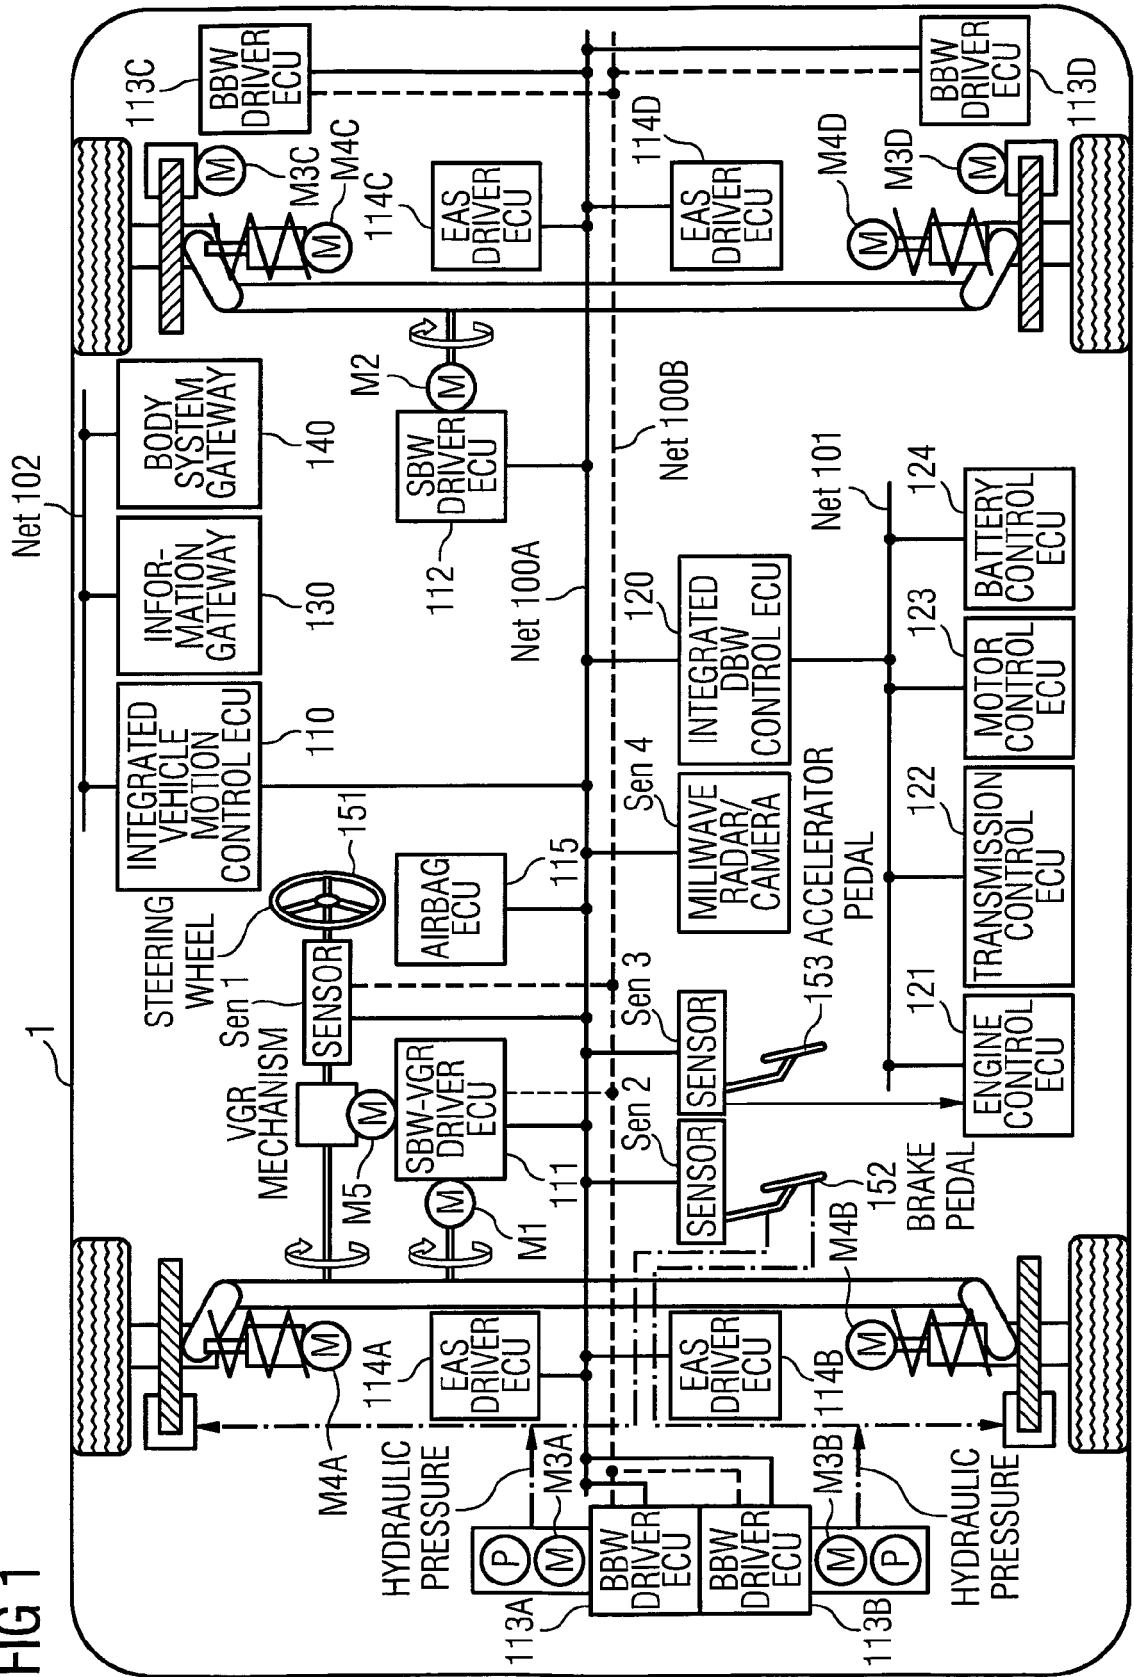 FIG 1
1
Net 102
STEERING
WHEEL
151
Sen 1
SENSOR
VGR
MECHANISM
M5
M
INTEGRATED
VEHICLE
MOTION
CONTROL ECU
110
INFOR-
MATION
GATEWAY
130
BODY
SYSTEM
GATEWAY
140
113C
BBW
DRIVER
ECU
M
M3C
M
M4C
M
M4A
114A
EAS
DRIVER
ECU
M
M1
SBW-VGR
DRIVER
ECU
111
AIRBAG
ECU
115
SBW
DRIVER
ECU
112
M
M2
114C
EAS
DRIVER
ECU
HYDRAULIC
PRESSURE
P
M
M3A
113A
BBW
DRIVER
ECU
BBW
DRIVER
ECU
113B
M
P
M3B
HYDRAULIC
PRESSURE
Net 100A
Net 100B
EAS
DRIVER
ECU
114B
M
M4B
SENSOR
Sen 2
152
BRAKE
PEDAL
SENSOR
Sen 3
153 ACCELERATOR
PEDAL
MILIWAVE
RADAR/
CAMERA
Sen 4
INTEGRATED
DBW
CONTROL ECU
120
Net 101
ENGINE
CONTROL
ECU
121
TRANSMISSION
CONTROL
ECU
122
MOTOR
CONTROL
ECU
123
BATTERY
CONTROL
ECU
124
EAS
DRIVER
ECU
114D
M
M4D
M
M3D
BBW
DRIVER
ECU
113D